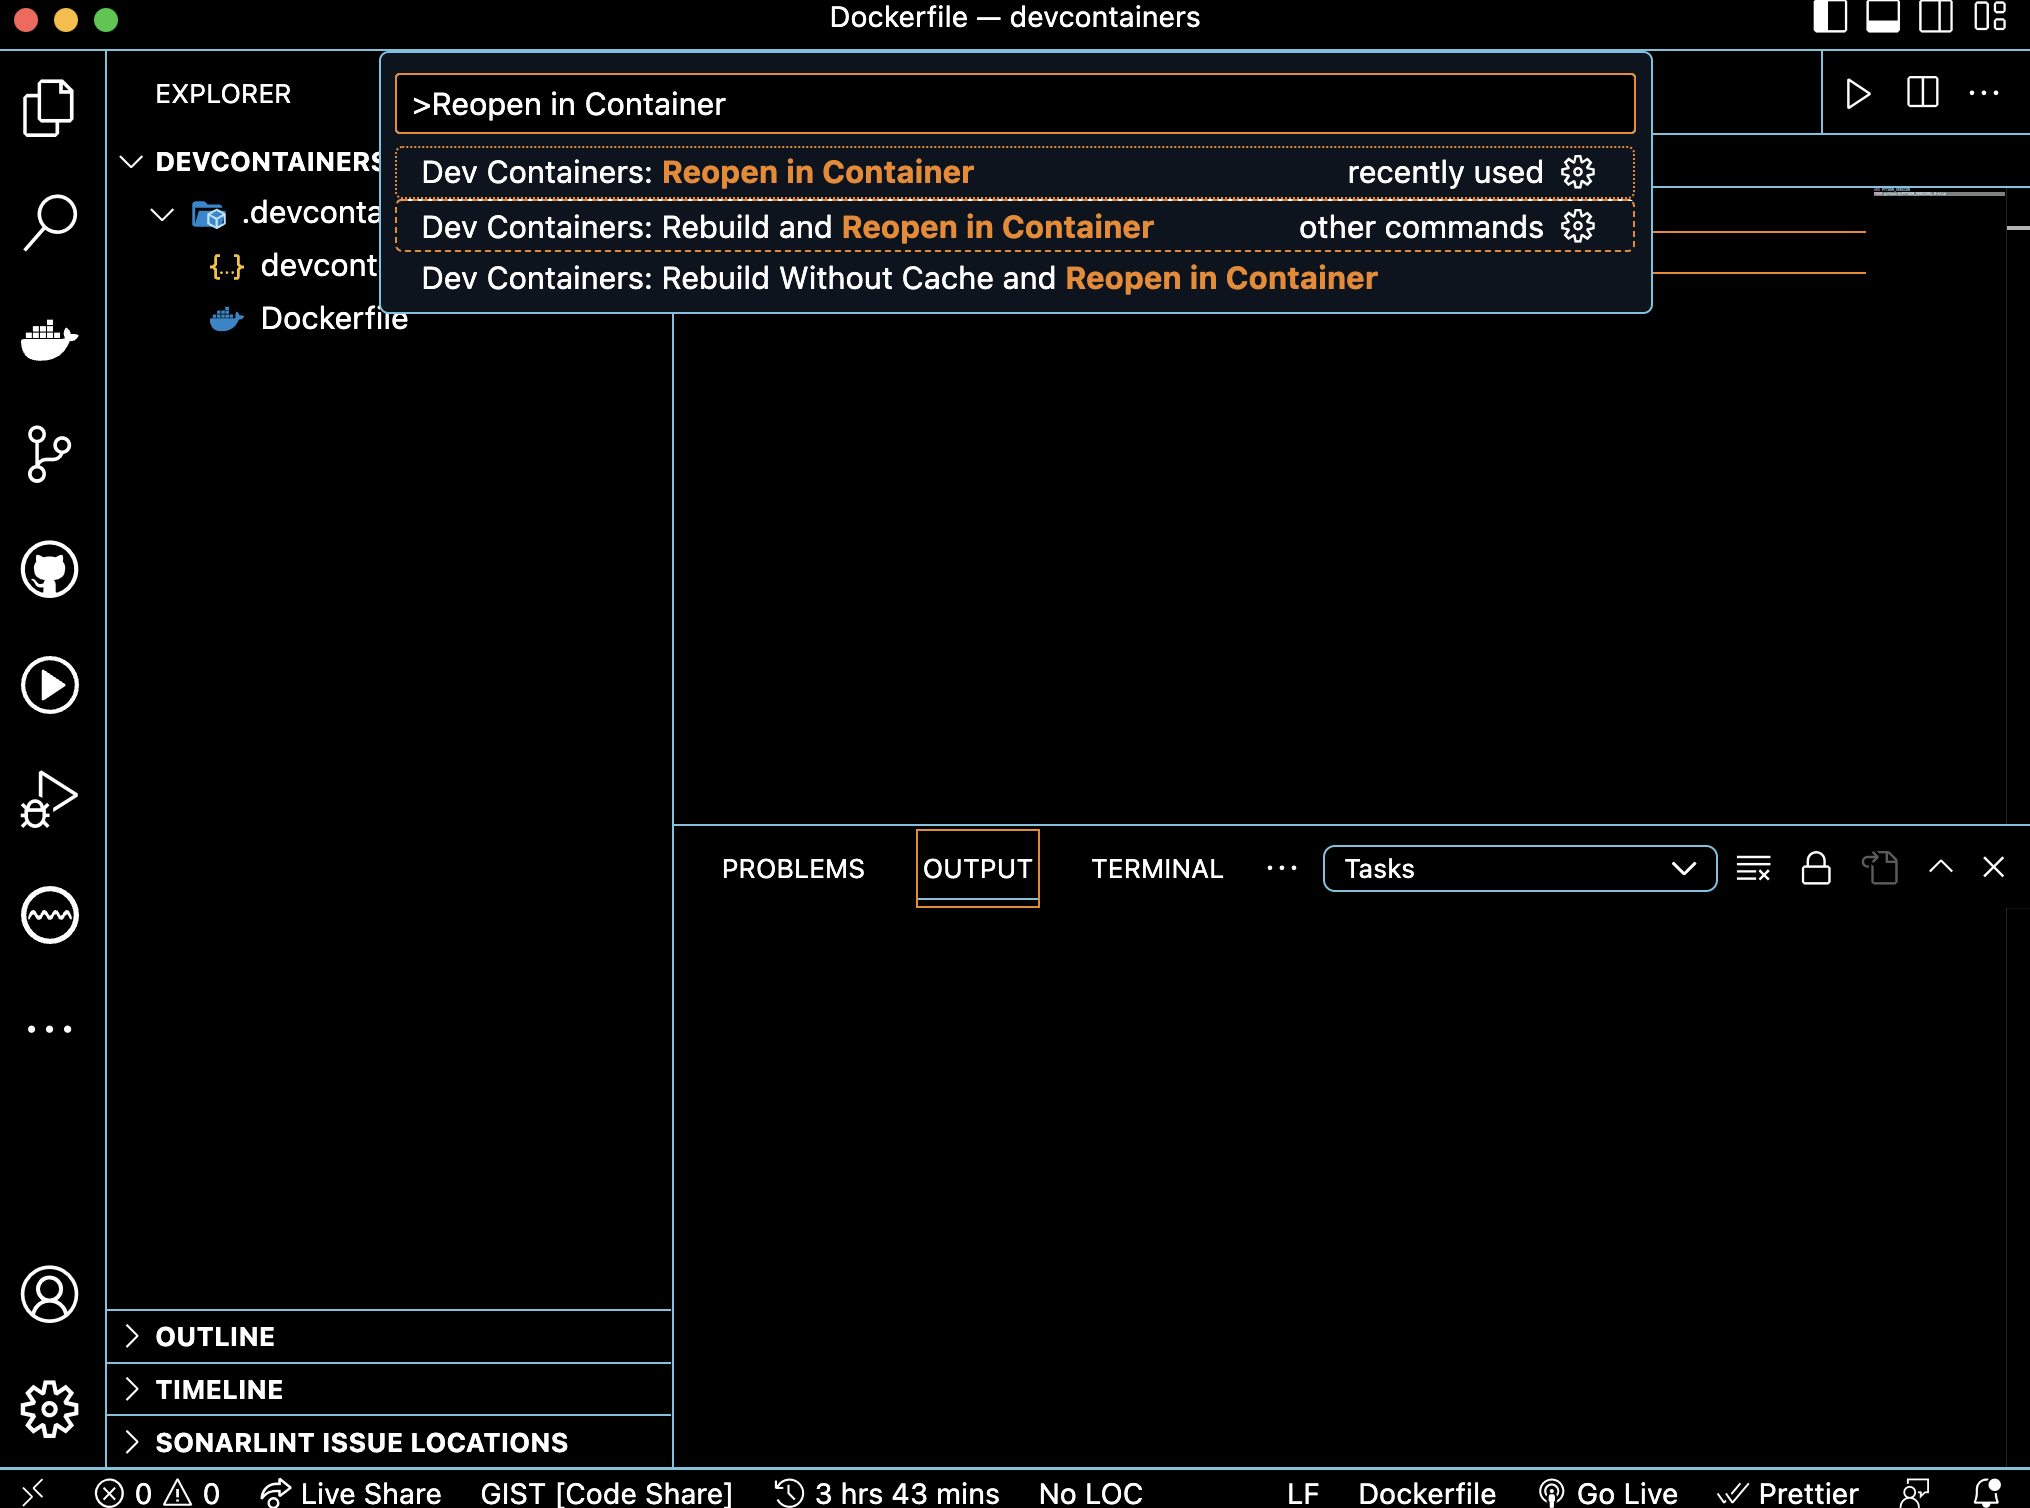 Dockerfile — devcontainers
EXPLORER
>Reopen in Container
Dev Containers: Reopen in Container recently used
Dev Containers: Rebuild and Reopen in Container other commands
Dev Containers: Rebuild Without Cache and Reopen in Container
DEVCONTAINERS
.devconta
{...} devcont
Dockerfile
PROBLEMS OUTPUT TERMINAL ... Tasks
OUTLINE
TIMELINE
SONARLINT ISSUE LOCATIONS
0 0 Live Share GIST [Code Share] 3 hrs 43 mins No LOC LF Dockerfile Go Live Prettier